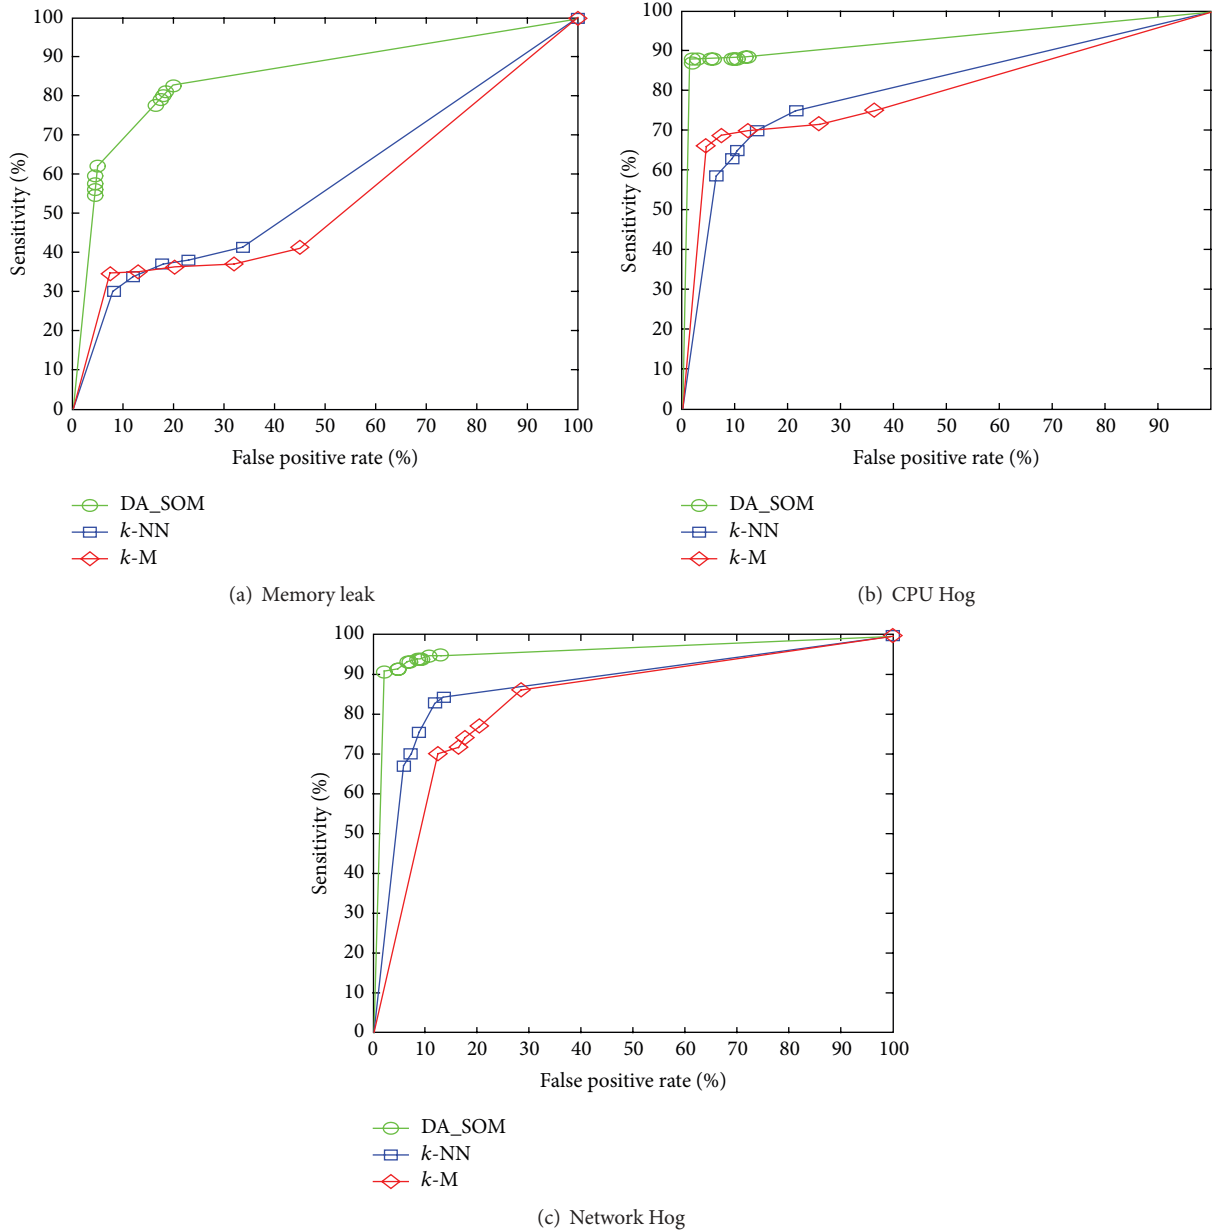 100
90
80
70
60
50
40
30
20
10
0
Sensitivity (%)
0 10 20 30 40 50 60 70 80 90 100
False positive rate (%)
DA_SOM
k-NN
k-M
(a) Memory leak
100
90
80
70
60
50
40
30
20
10
0
Sensitivity (%)
0 10 20 30 40 50 60 70 80 90
False positive rate (%)
DA_SOM
k-NN
k-M
(b) CPU Hog
100
90
80
70
60
50
40
30
20
10
0
Sensitivity (%)
0 10 20 30 40 50 60 70 80 90 100
False positive rate (%)
DA_SOM
k-NN
k-M
(c) Network Hog